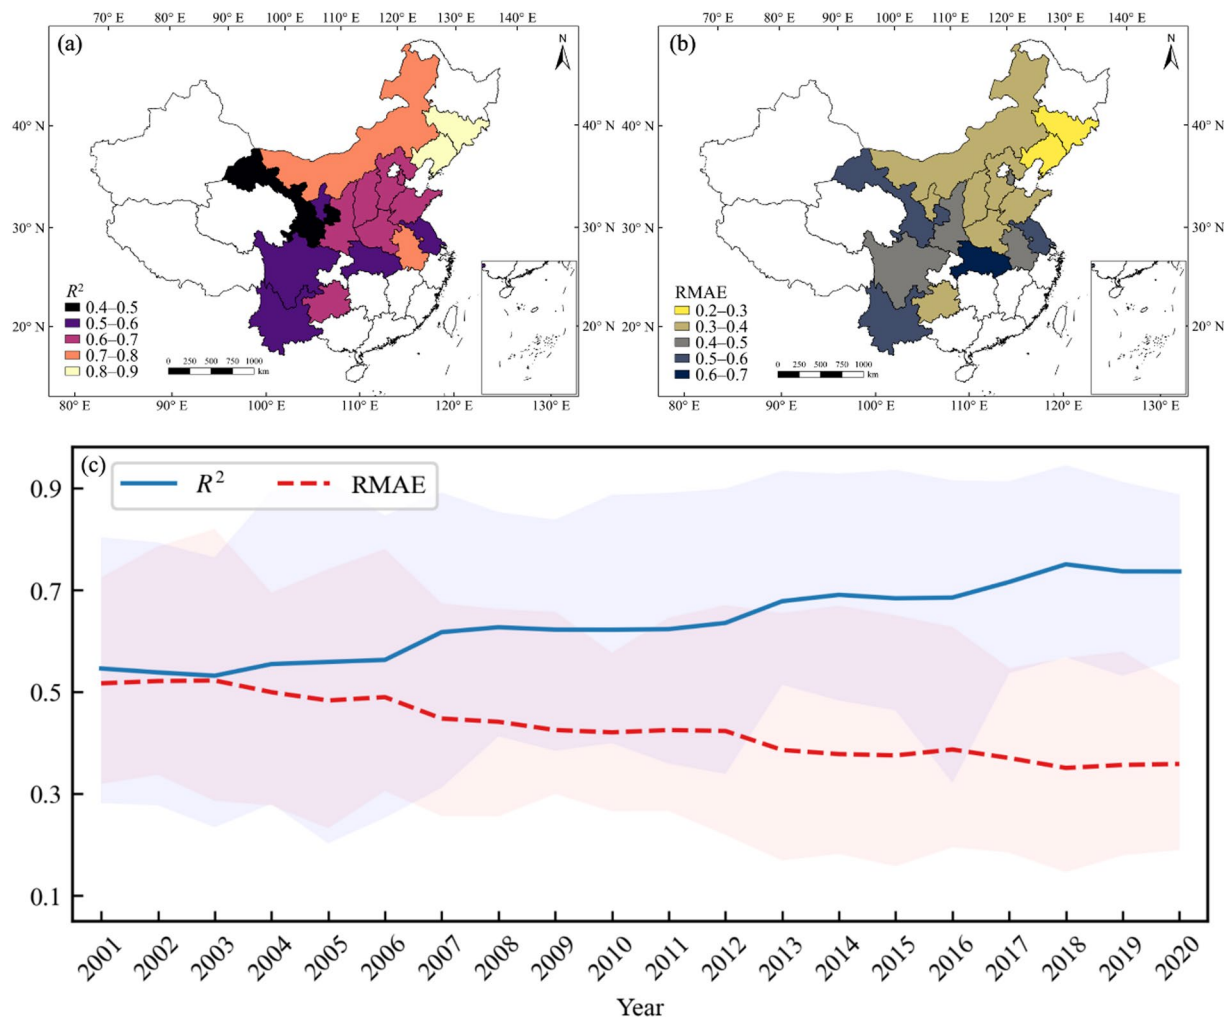 70° E 80° E 90° E 100° E 110° E 120° E 130° E 140° E
(a)
N
40° N
30° N
20° N
40° N
30° N
20° N
R²
0.4–0.5
0.5–0.6
0.6–0.7
0.7–0.8
0.8–0.9
0 250 500 750 1000
km
80° E 90° E 100° E 110° E 120° E 130° E
70° E 80° E 90° E 100° E 110° E 120° E 130° E 140° E
(b)
N
40° N
30° N
20° N
40° N
30° N
20° N
RMAE
0.2–0.3
0.3–0.4
0.4–0.5
0.5–0.6
0.6–0.7
0 250 500 750 1000
km
80° E 90° E 100° E 110° E 120° E 130° E
(c)
R² RMAE
0.9
0.7
0.5
0.3
0.1
2001 2002 2003 2004 2005 2006 2007 2008 2009 2010 2011 2012 2013 2014 2015 2016 2017 2018 2019 2020
Year